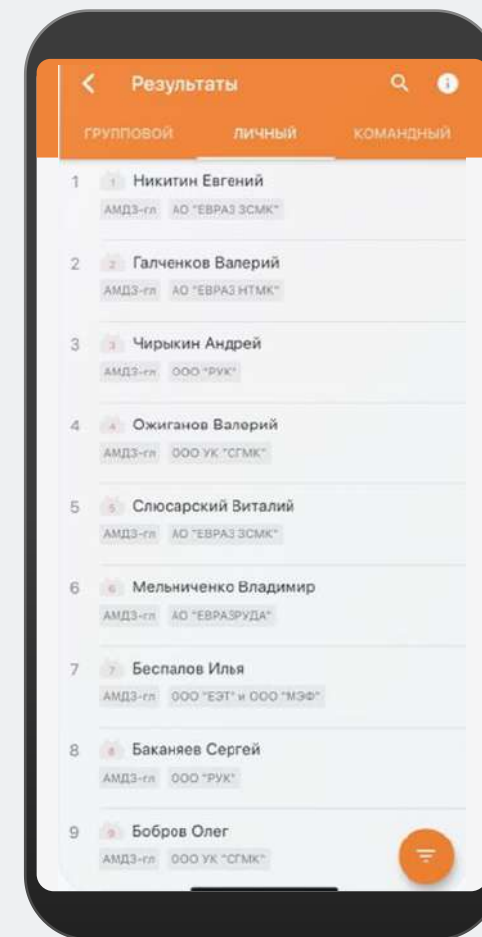 Результаты
ГРУППОВОЙ ЛИЧНЫЙ КОМАНДНЫЙ
1 1 Никитин Евгений
АМДЗ-гл АО "ЕВРАЗ ЗСМК"
2 2 Галченков Валерий
АМДЗ-гл АО "ЕВРАЗ НТМК"
3 3 Чирыкин Андрей
АМДЗ-гл ООО "РУК"
4 4 Ожиганов Валерий
АМДЗ-гл ООО УК "СГМК"
5 5 Слюсарский Виталий
АМДЗ-гл АО "ЕВРАЗ ЗСМК"
6 6 Мельниченко Владимир
АМДЗ-гл АО "ЕВРАЗРУДА"
7 7 Беспалов Илья
АМДЗ-гл ООО "ЕЭТ" и ООО "МЭФ"
8 8 Баканяев Сергей
АМДЗ-гл ООО "РУК"
9 9 Бобров Олег
АМДЗ-гл ООО УК "СГМК"